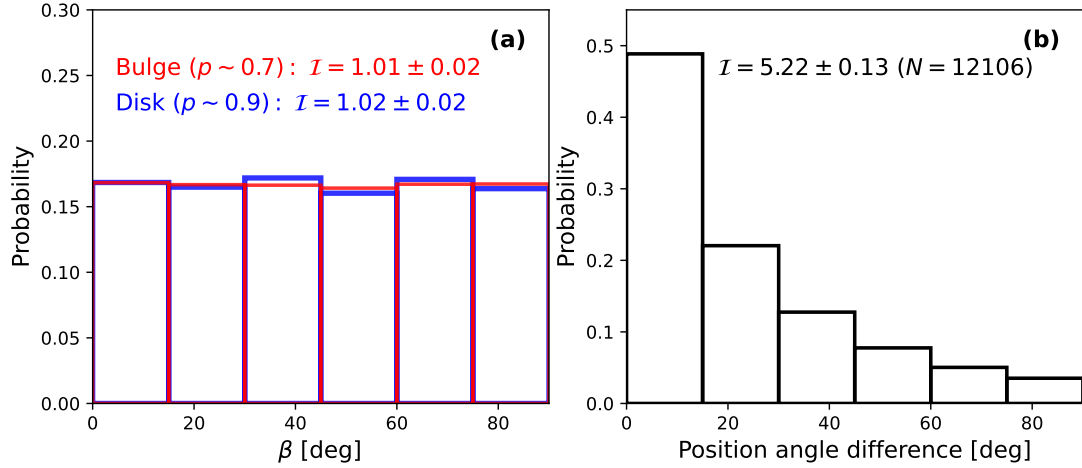 (a)
Bulge (p ~ 0.7) : ℐ = 1.01 ± 0.02
Disk (p ~ 0.9) : ℐ = 1.02 ± 0.02
Probability
0.30
0.25
0.20
0.15
0.10
0.05
0.00
0 20 40 60 80
β [deg]
(b)
ℐ = 5.22 ± 0.13 (N = 12106)
Probability
0.5
0.4
0.3
0.2
0.1
0.0
0 20 40 60 80
Position angle difference [deg]